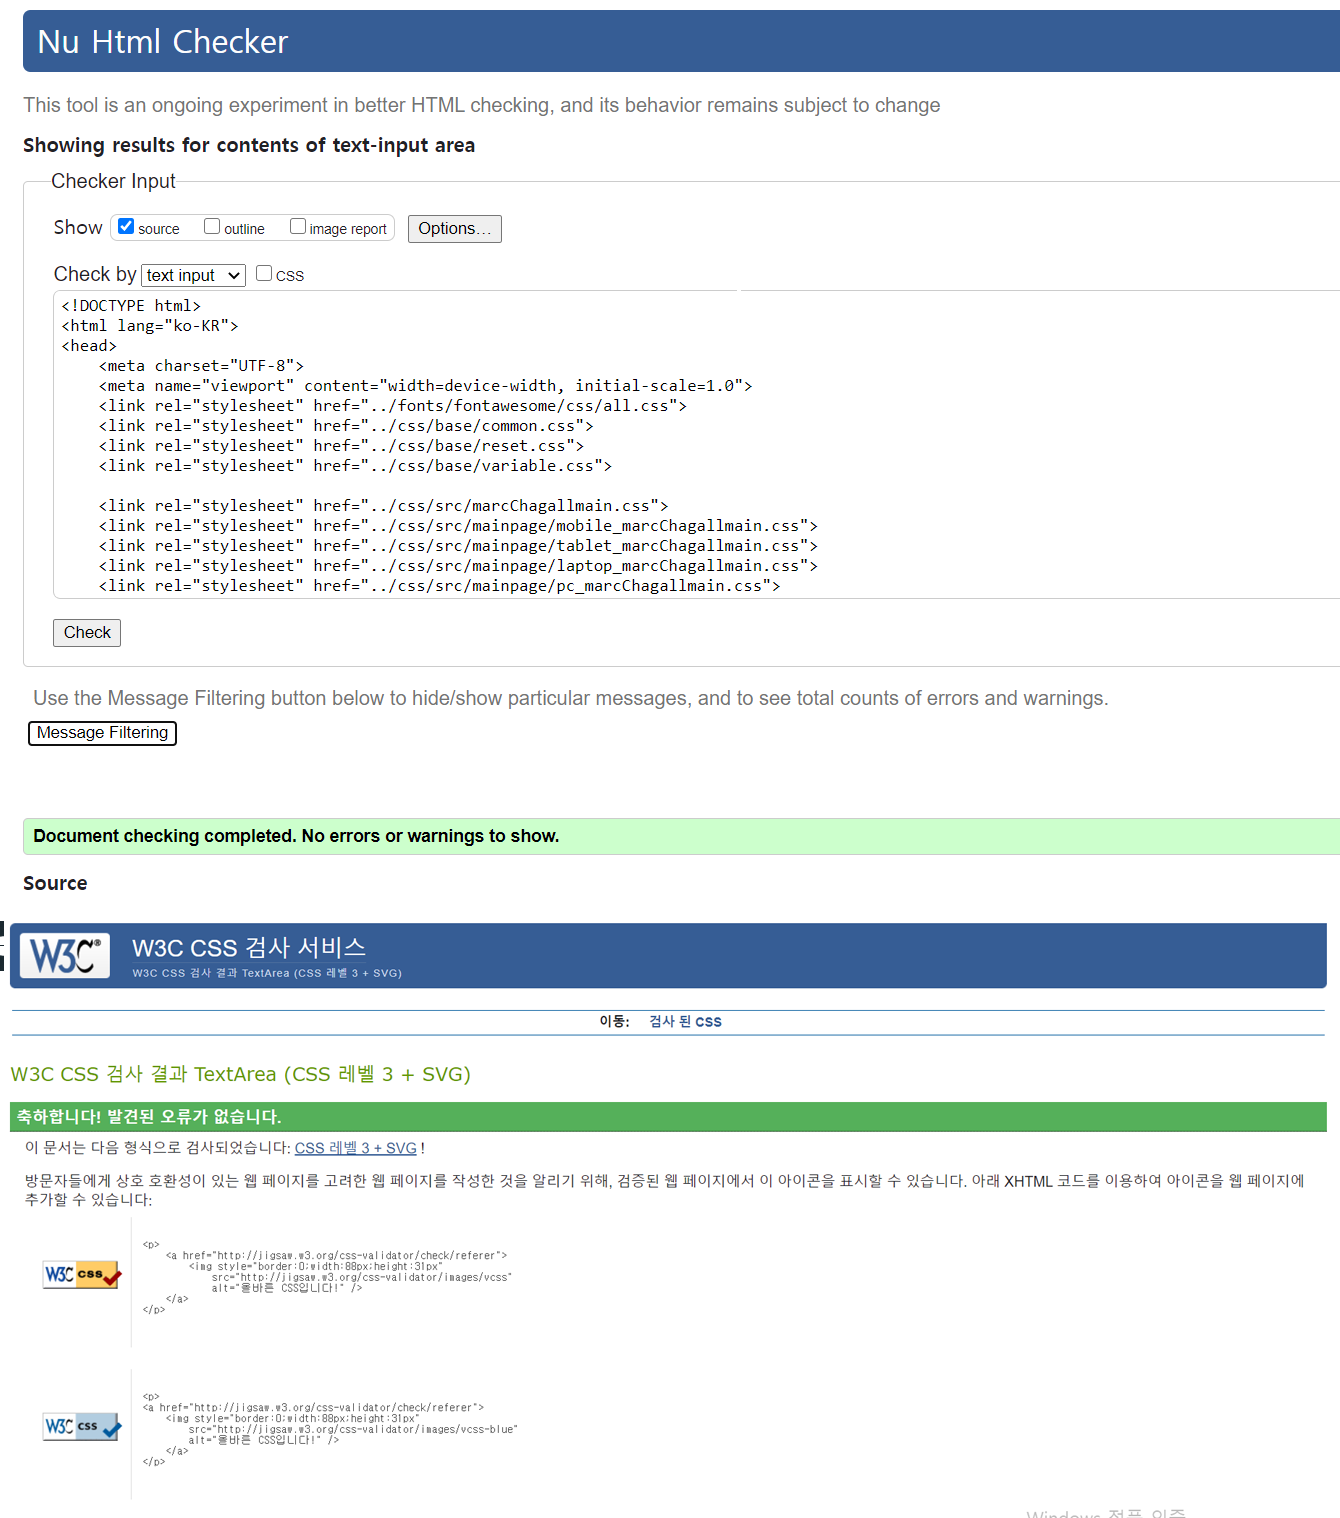 Nu Html Checker
This tool is an ongoing experiment in better HTML checking, and its behavior remains subject to change
Showing results for contents of text-input area
Checker Input
Show source outline image report Options...
Check by text input CSS
<!DOCTYPE html>
<html lang="ko-KR">
<head>
    <meta charset="UTF-8">
    <meta name="viewport" content="width=device-width, initial-scale=1.0">
    <link rel="stylesheet" href="../fonts/fontawesome/css/all.css">
    <link rel="stylesheet" href="../css/base/common.css">
    <link rel="stylesheet" href="../css/base/reset.css">
    <link rel="stylesheet" href="../css/base/variable.css">
    <link rel="stylesheet" href="../css/src/marcChagallmain.css">
    <link rel="stylesheet" href="../css/src/mainpage/mobile_marcChagallmain.css">
    <link rel="stylesheet" href="../css/src/mainpage/tablet_marcChagallmain.css">
    <link rel="stylesheet" href="../css/src/mainpage/laptop_marcChagallmain.css">
    <link rel="stylesheet" href="../css/src/mainpage/pc_marcChagallmain.css">
Check
Use the Message Filtering button below to hide/show particular messages, and to see total counts of errors and warnings.
Message Filtering
Document checking completed. No errors or warnings to show.
Source
W3C® W3C CSS 검사 서비스
W3C CSS 검사 결과 TextArea (CSS 레벨 3 + SVG)
이동: 검사 된 CSS
W3C CSS 검사 결과 TextArea (CSS 레벨 3 + SVG)
축하합니다! 발견된 오류가 없습니다.
이 문서는 다음 형식으로 검사되었습니다: CSS 레벨 3 + SVG !
방문자들에게 상호 호환성이 있는 웹 페이지를 고려한 웹 페이지를 작성한 것을 알리기 위해, 검증된 웹 페이지에서 이 아이콘을 표시할 수 있습니다. 아래 XHTML 코드를 이용하여 아이콘을 웹 페이지에
추가할 수 있습니다:
<p>
    <a href="http://jigsaw.w3.org/css-validator/check/referer">
        <img style="border:0;width:88px;height:31px"
W3C css
            src="http://jigsaw.w3.org/css-validator/images/vcss"
            alt="올바른 CSS입니다!" />
    </a>
</p>
<p>
<a href="http://jigsaw.w3.org/css-validator/check/referer">
    <img style="border:0;width:88px;height:31px"
W3C css
        src="http://jigsaw.w3.org/css-validator/images/vcss-blue"
        alt="올바른 CSS입니다!" />
    </a>
</p>
Windows 정품 인증